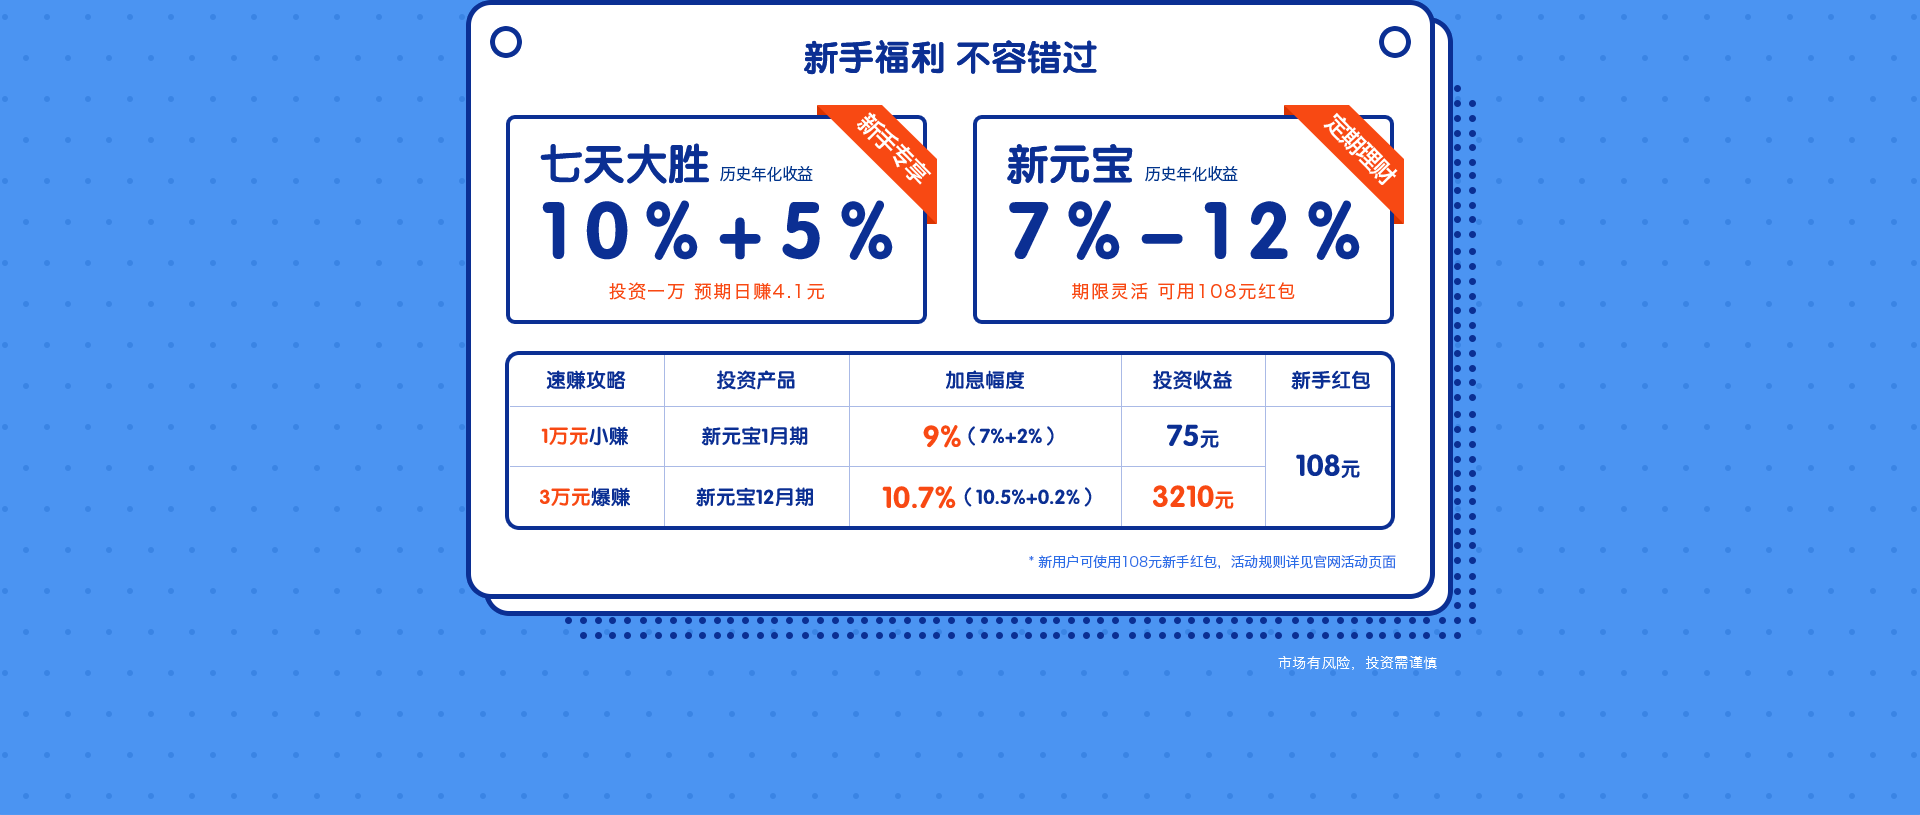 新手福利 不容错过
新手专享
七天大胜 历史年化收益
10%+5%
投资一万 预期日赚4.1元
定期理财
新元宝 历史年化收益
7%–12%
期限灵活 可用108元红包
速赚攻略 投资产品 加息幅度 投资收益 新手红包
1万元小赚 新元宝1月期 9%(7%+2%) 75元
108元
3万元爆赚 新元宝12月期 10.7%(10.5%+0.2%) 3210元
* 新用户可使用108元新手红包，活动规则详见官网活动页面
市场有风险，投资需谨慎